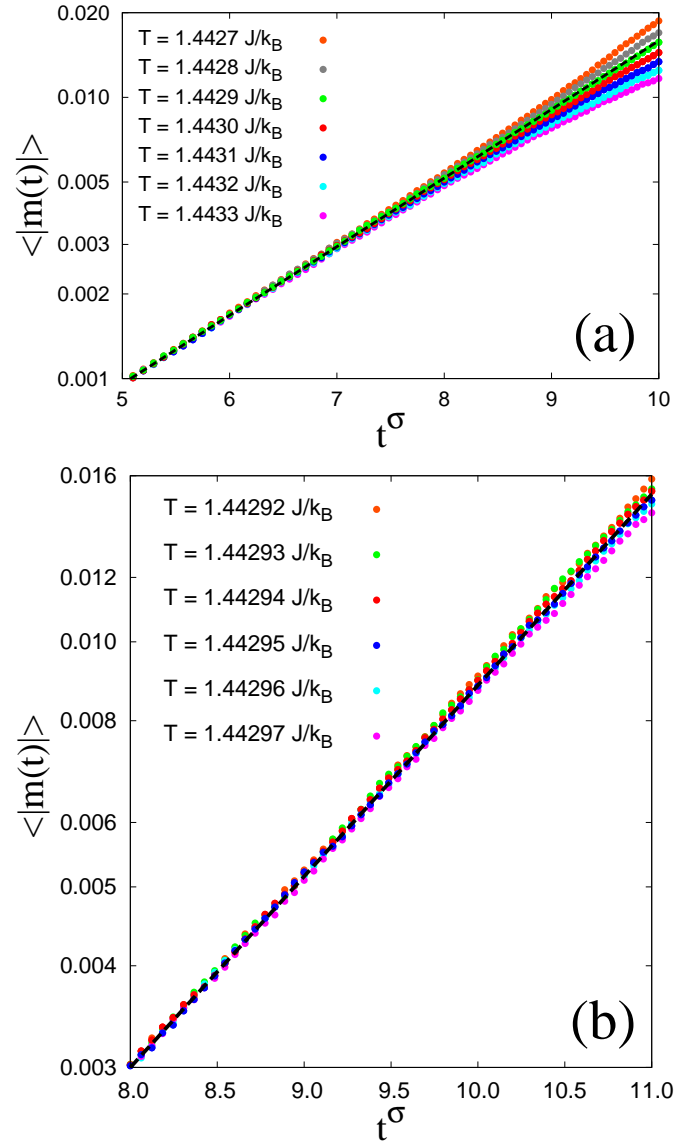 0.020
0.010
0.005
0.003
0.002
0.001
<|m(t)|>
T = 1.4427 J/k_B
T = 1.4428 J/k_B
T = 1.4429 J/k_B
T = 1.4430 J/k_B
T = 1.4431 J/k_B
T = 1.4432 J/k_B
T = 1.4433 J/k_B
(a)
5 6 7 8 9 10
t^σ
0.016
0.012
0.010
0.008
0.006
0.005
0.004
0.003
<|m(t)|>
T = 1.44292 J/k_B
T = 1.44293 J/k_B
T = 1.44294 J/k_B
T = 1.44295 J/k_B
T = 1.44296 J/k_B
T = 1.44297 J/k_B
(b)
8.0 8.5 9.0 9.5 10.0 10.5 11.0
t^σ